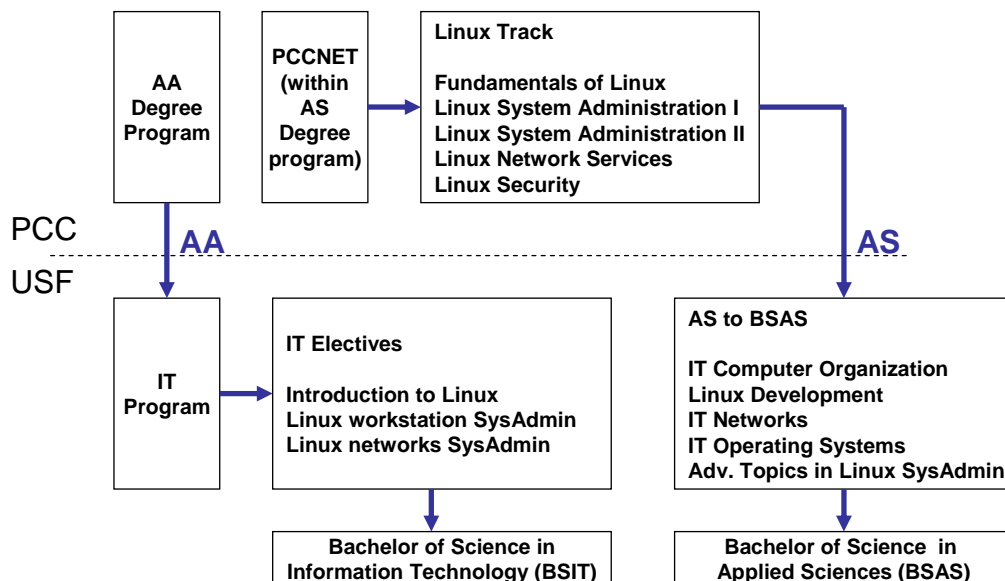 AA
Degree
Program
PCCNET
(within
AS
Degree
program)
Linux Track
Fundamentals of Linux
Linux System Administration I
Linux System Administration II
Linux Network Services
Linux Security
PCC
AA
AS
USF
IT
Program
IT Electives
Introduction to Linux
Linux workstation SysAdmin
Linux networks SysAdmin
AS to BSAS
IT Computer Organization
Linux Development
IT Networks
IT Operating Systems
Adv. Topics in Linux SysAdmin
Bachelor of Science in
Information Technology (BSIT)
Bachelor of Science in
Applied Sciences (BSAS)